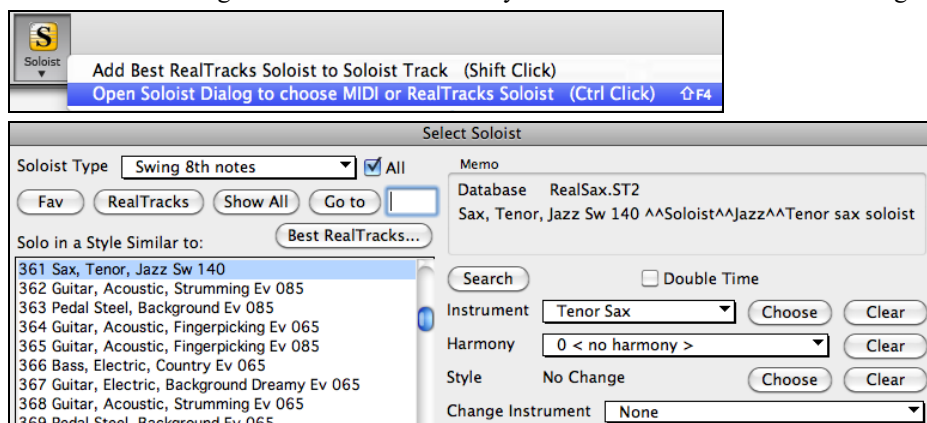 S
Soloist
Add Best RealTracks Soloist to Soloist Track (Shift Click)
Open Soloist Dialog to choose MIDI or RealTracks Soloist (Ctrl Click) ⇧F4
Select Soloist
Soloist Type Swing 8th notes All
Fav RealTracks Show All Go to
Solo in a Style Similar to: Best RealTracks...
361 Sax, Tenor, Jazz Sw 140
362 Guitar, Acoustic, Strumming Ev 085
363 Pedal Steel, Background Ev 085
364 Guitar, Acoustic, Fingerpicking Ev 065
365 Guitar, Acoustic, Fingerpicking Ev 085
366 Bass, Electric, Country Ev 065
367 Guitar, Electric, Background Dreamy Ev 065
368 Guitar, Acoustic, Strumming Ev 065
369 Pedal Steel, Background Ev 065
Memo
Database RealSax.ST2
Sax, Tenor, Jazz Sw 140 ^^Soloist^^Jazz^^Tenor sax soloist
Search Double Time
Instrument Tenor Sax Choose Clear
Harmony 0 < no harmony > Clear
Style No Change Choose Clear
Change Instrument None